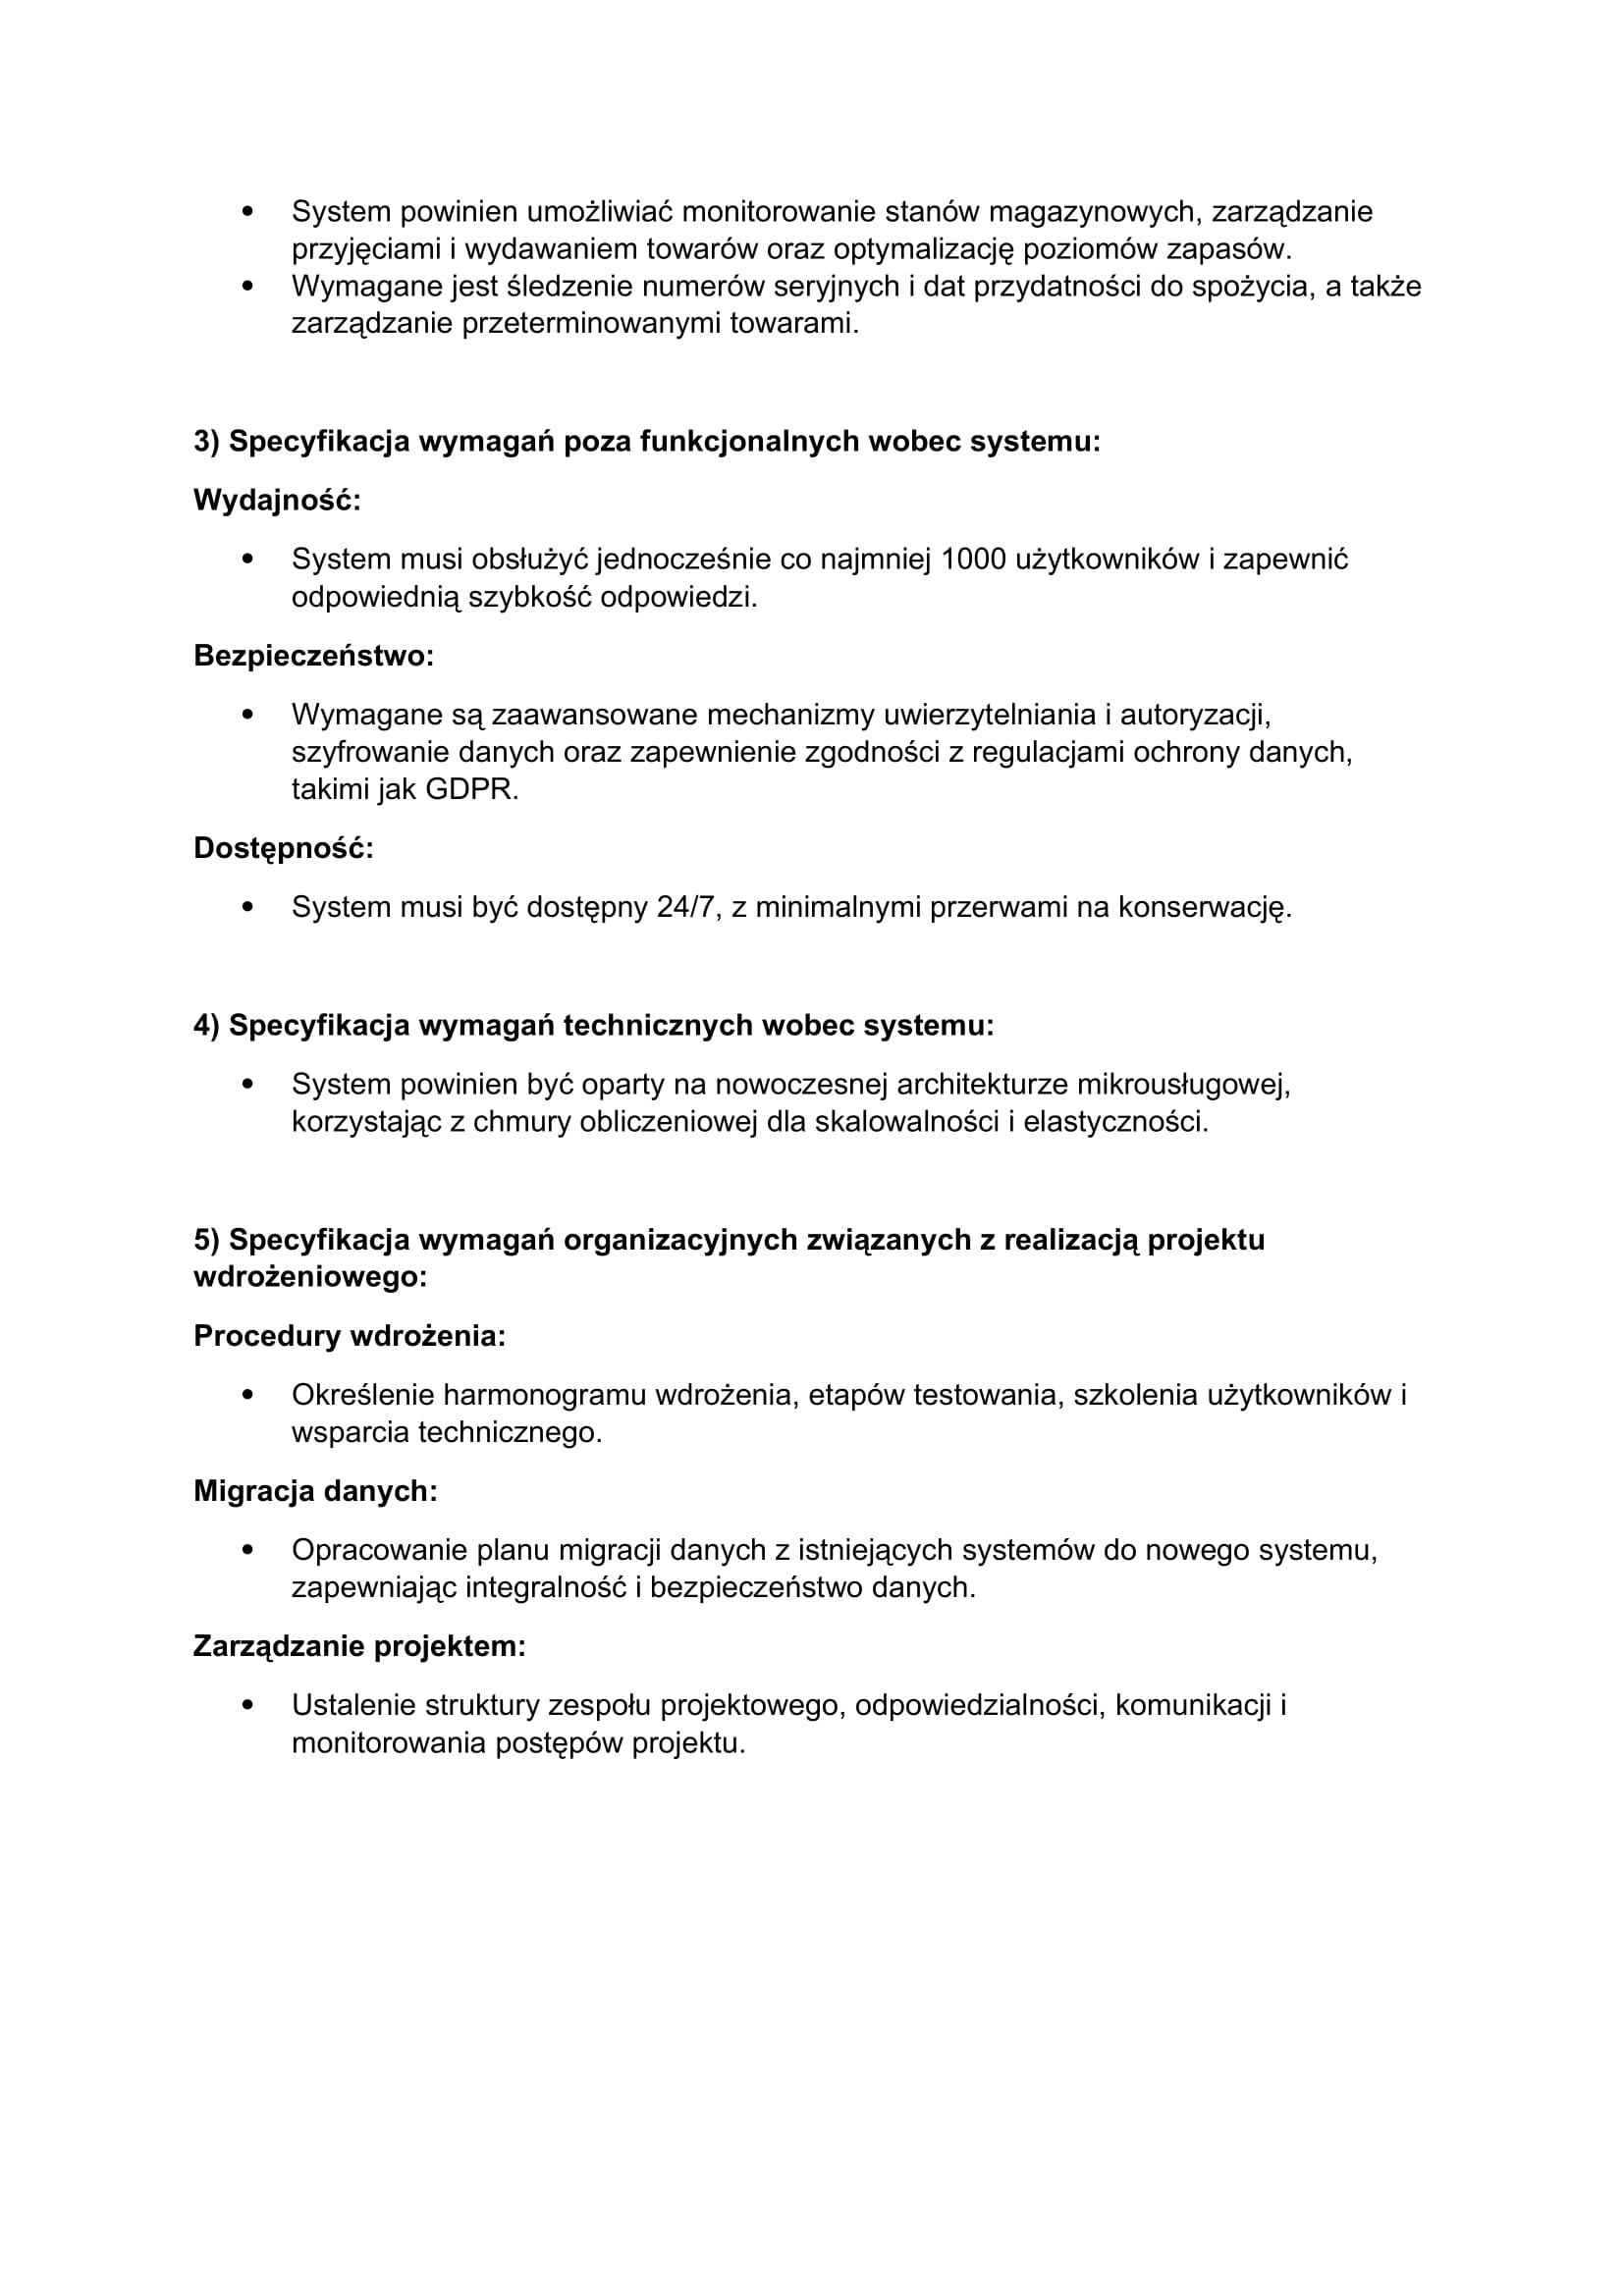 • System powinien umożliwiać monitorowanie stanów magazynowych, zarządzanie
przyjęciami i wydawaniem towarów oraz optymalizację poziomów zapasów.
• Wymagane jest śledzenie numerów seryjnych i dat przydatności do spożycia, a także
zarządzanie przeterminowanymi towarami.
3) Specyfikacja wymagań poza funkcjonalnych wobec systemu:
Wydajność:
• System musi obsłużyć jednocześnie co najmniej 1000 użytkowników i zapewnić
odpowiednią szybkość odpowiedzi.
Bezpieczeństwo:
• Wymagane są zaawansowane mechanizmy uwierzytelniania i autoryzacji,
szyfrowanie danych oraz zapewnienie zgodności z regulacjami ochrony danych,
takimi jak GDPR.
Dostępność:
• System musi być dostępny 24/7, z minimalnymi przerwami na konserwację.
4) Specyfikacja wymagań technicznych wobec systemu:
• System powinien być oparty na nowoczesnej architekturze mikrousługowej,
korzystając z chmury obliczeniowej dla skalowalności i elastyczności.
5) Specyfikacja wymagań organizacyjnych związanych z realizacją projektu
wdrożeniowego:
Procedury wdrożenia:
• Określenie harmonogramu wdrożenia, etapów testowania, szkolenia użytkowników i
wsparcia technicznego.
Migracja danych:
• Opracowanie planu migracji danych z istniejących systemów do nowego systemu,
zapewniając integralność i bezpieczeństwo danych.
Zarządzanie projektem:
• Ustalenie struktury zespołu projektowego, odpowiedzialności, komunikacji i
monitorowania postępów projektu.